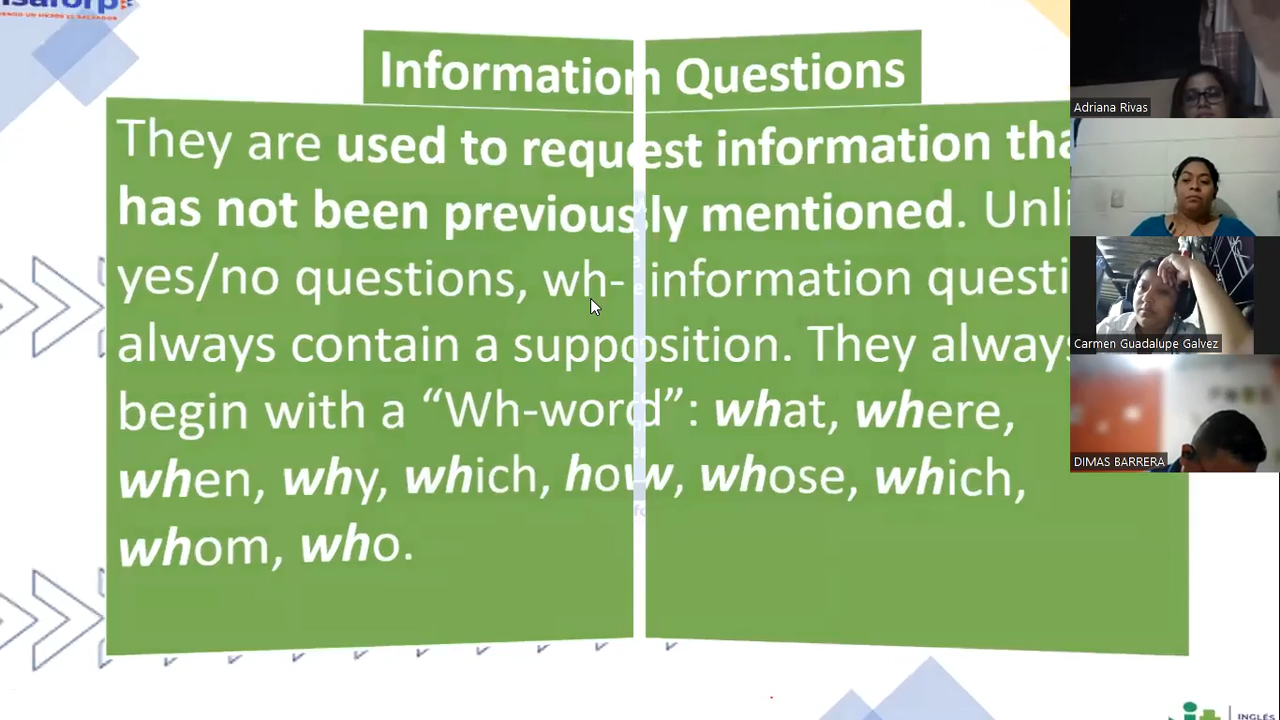 Information Questions
They are used to request information tha
has not been previously mentioned. Unli
yes/no questions, wh- information questi
always contain a supposition. They always
begin with a “Wh-word”: what, where,
when, why, which, how, whose, which,
whom, who.
Adriana Rivas
Carmen Guadalupe Galvez
DIMAS BARRERA
INGLÉS